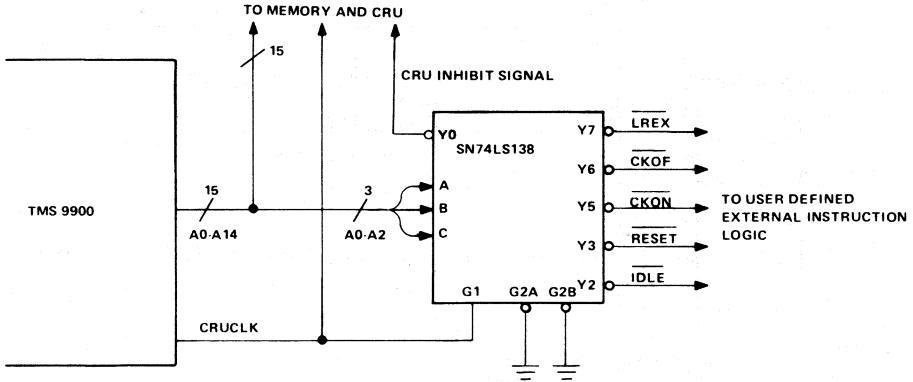 TO MEMORY AND CRU
15
CRU INHIBIT SIGNAL
Y0
SN74LS138
Y7
LREX
Y6
CKOF
TMS 9900
15
A0-A14
3
A0-A2
A
B
C
Y5
CKON
TO USER DEFINED
EXTERNAL INSTRUCTION
LOGIC
Y3
RESET
Y2
IDLE
G1
G2A
G2B
CRUCLK